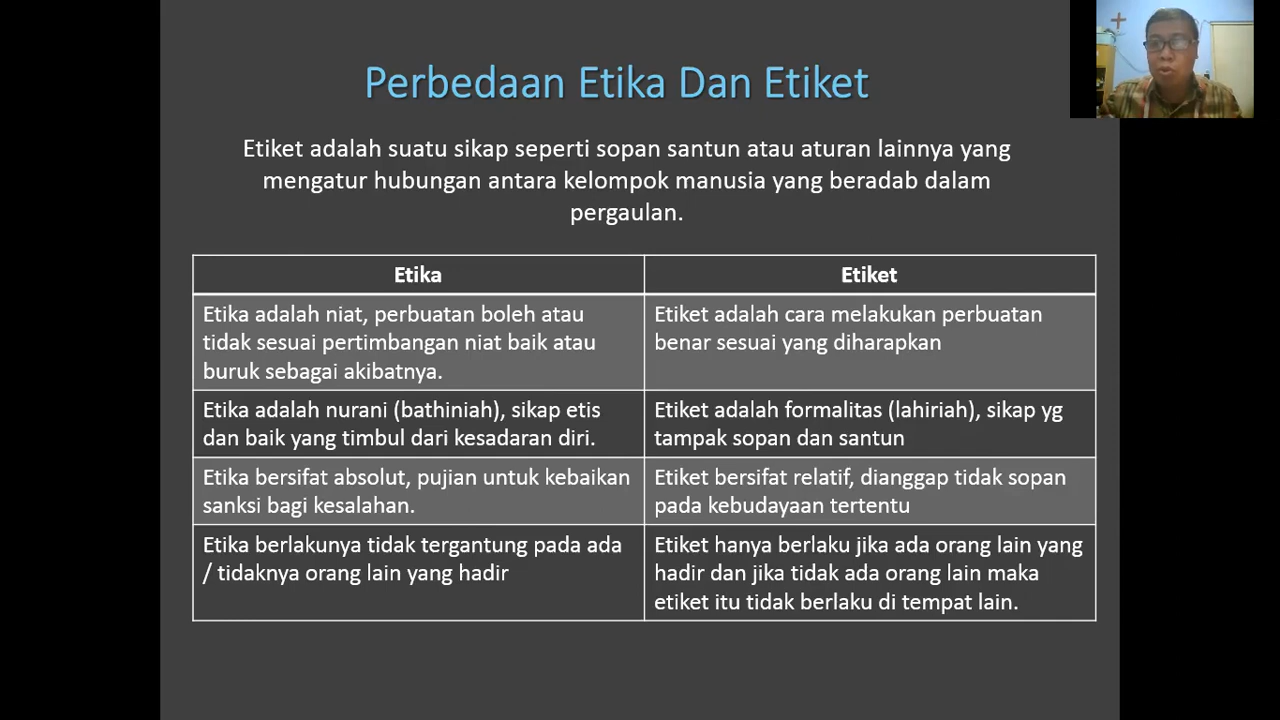 Perbedaan Etika Dan Etiket
Etiket adalah suatu sikap seperti sopan santun atau aturan lainnya yang
mengatur hubungan antara kelompok manusia yang beradab dalam
pergaulan.
Etika
Etiket
Etika adalah niat, perbuatan boleh atau
tidak sesuai pertimbangan niat baik atau
buruk sebagai akibatnya.
Etiket adalah cara melakukan perbuatan
benar sesuai yang diharapkan
Etika adalah nurani (bathiniah), sikap etis
dan baik yang timbul dari kesadaran diri.
Etiket adalah formalitas (lahiriah), sikap yg
tampak sopan dan santun
Etika bersifat absolut, pujian untuk kebaikan
sanksi bagi kesalahan.
Etiket bersifat relatif, dianggap tidak sopan
pada kebudayaan tertentu
Etika berlakunya tidak tergantung pada ada
/ tidaknya orang lain yang hadir
Etiket hanya berlaku jika ada orang lain yang
hadir dan jika tidak ada orang lain maka
etiket itu tidak berlaku di tempat lain.